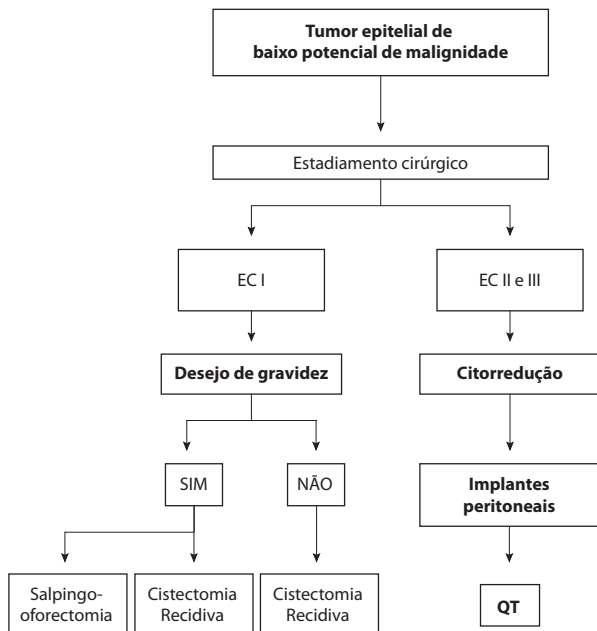 Tumor epitelial de
baixo potencial de malignidade
Estadiamento cirúrgico
EC I
EC II e III
Desejo de gravidez
Citorredução
SIM
NÃO
Implantes
peritoneais
Salpingo-
oforectomia
Cistectomia
Recidiva
Cistectomia
Recidiva
QT